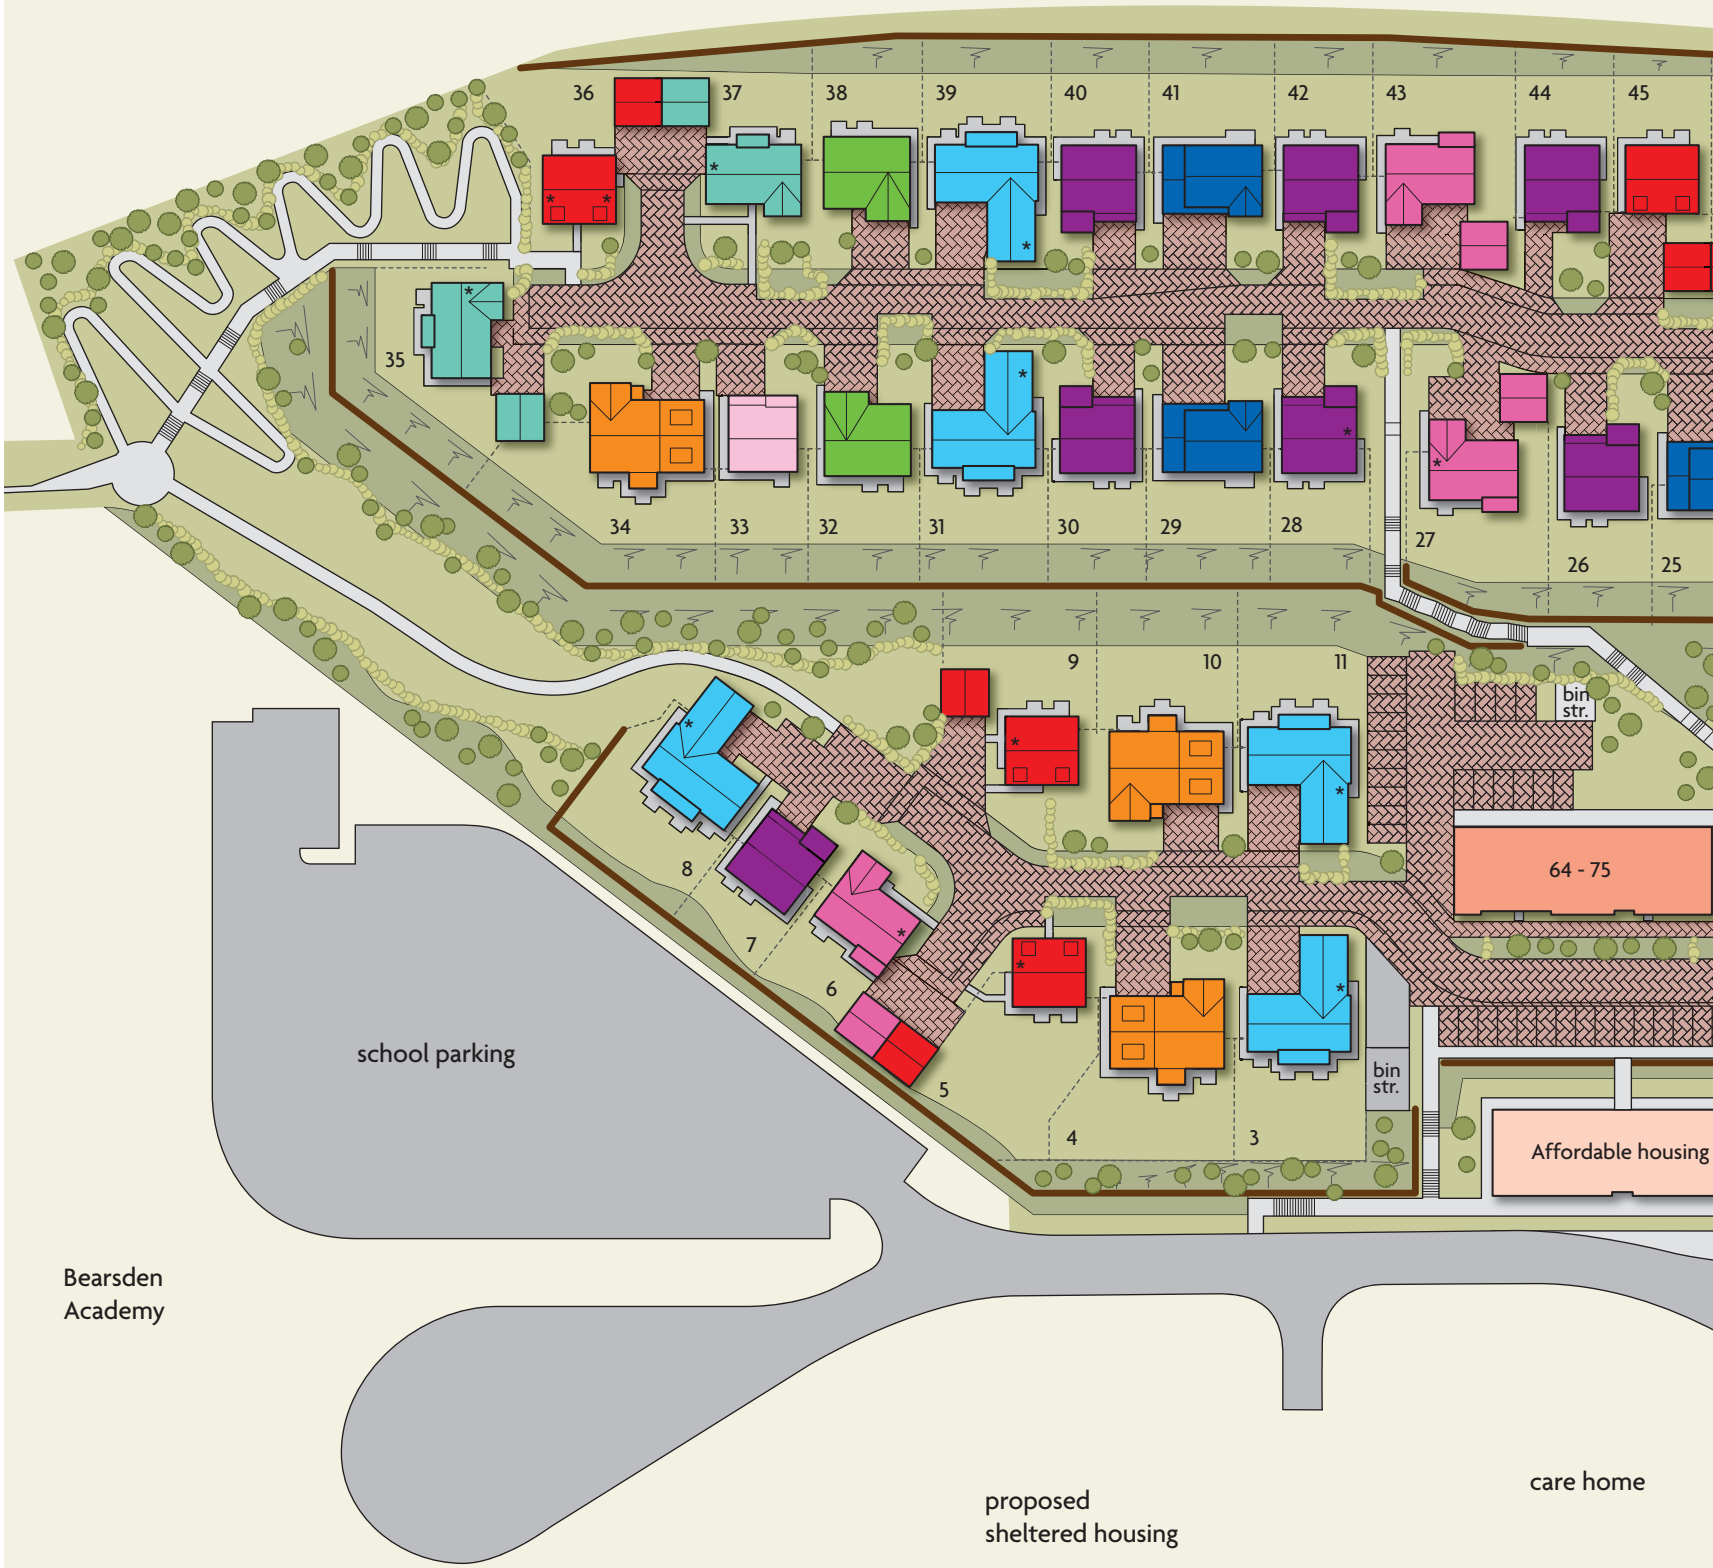 36
37
38
39
40
41
42
43
44
45
35
34
33
32
31
30
29
28
27
26
25
9
10
11
bin
str.
8
64 - 75
7
6
school parking
5
bin
str.
4
3
Affordable housing
Bearsden
Academy
care home
proposed
sheltered housing